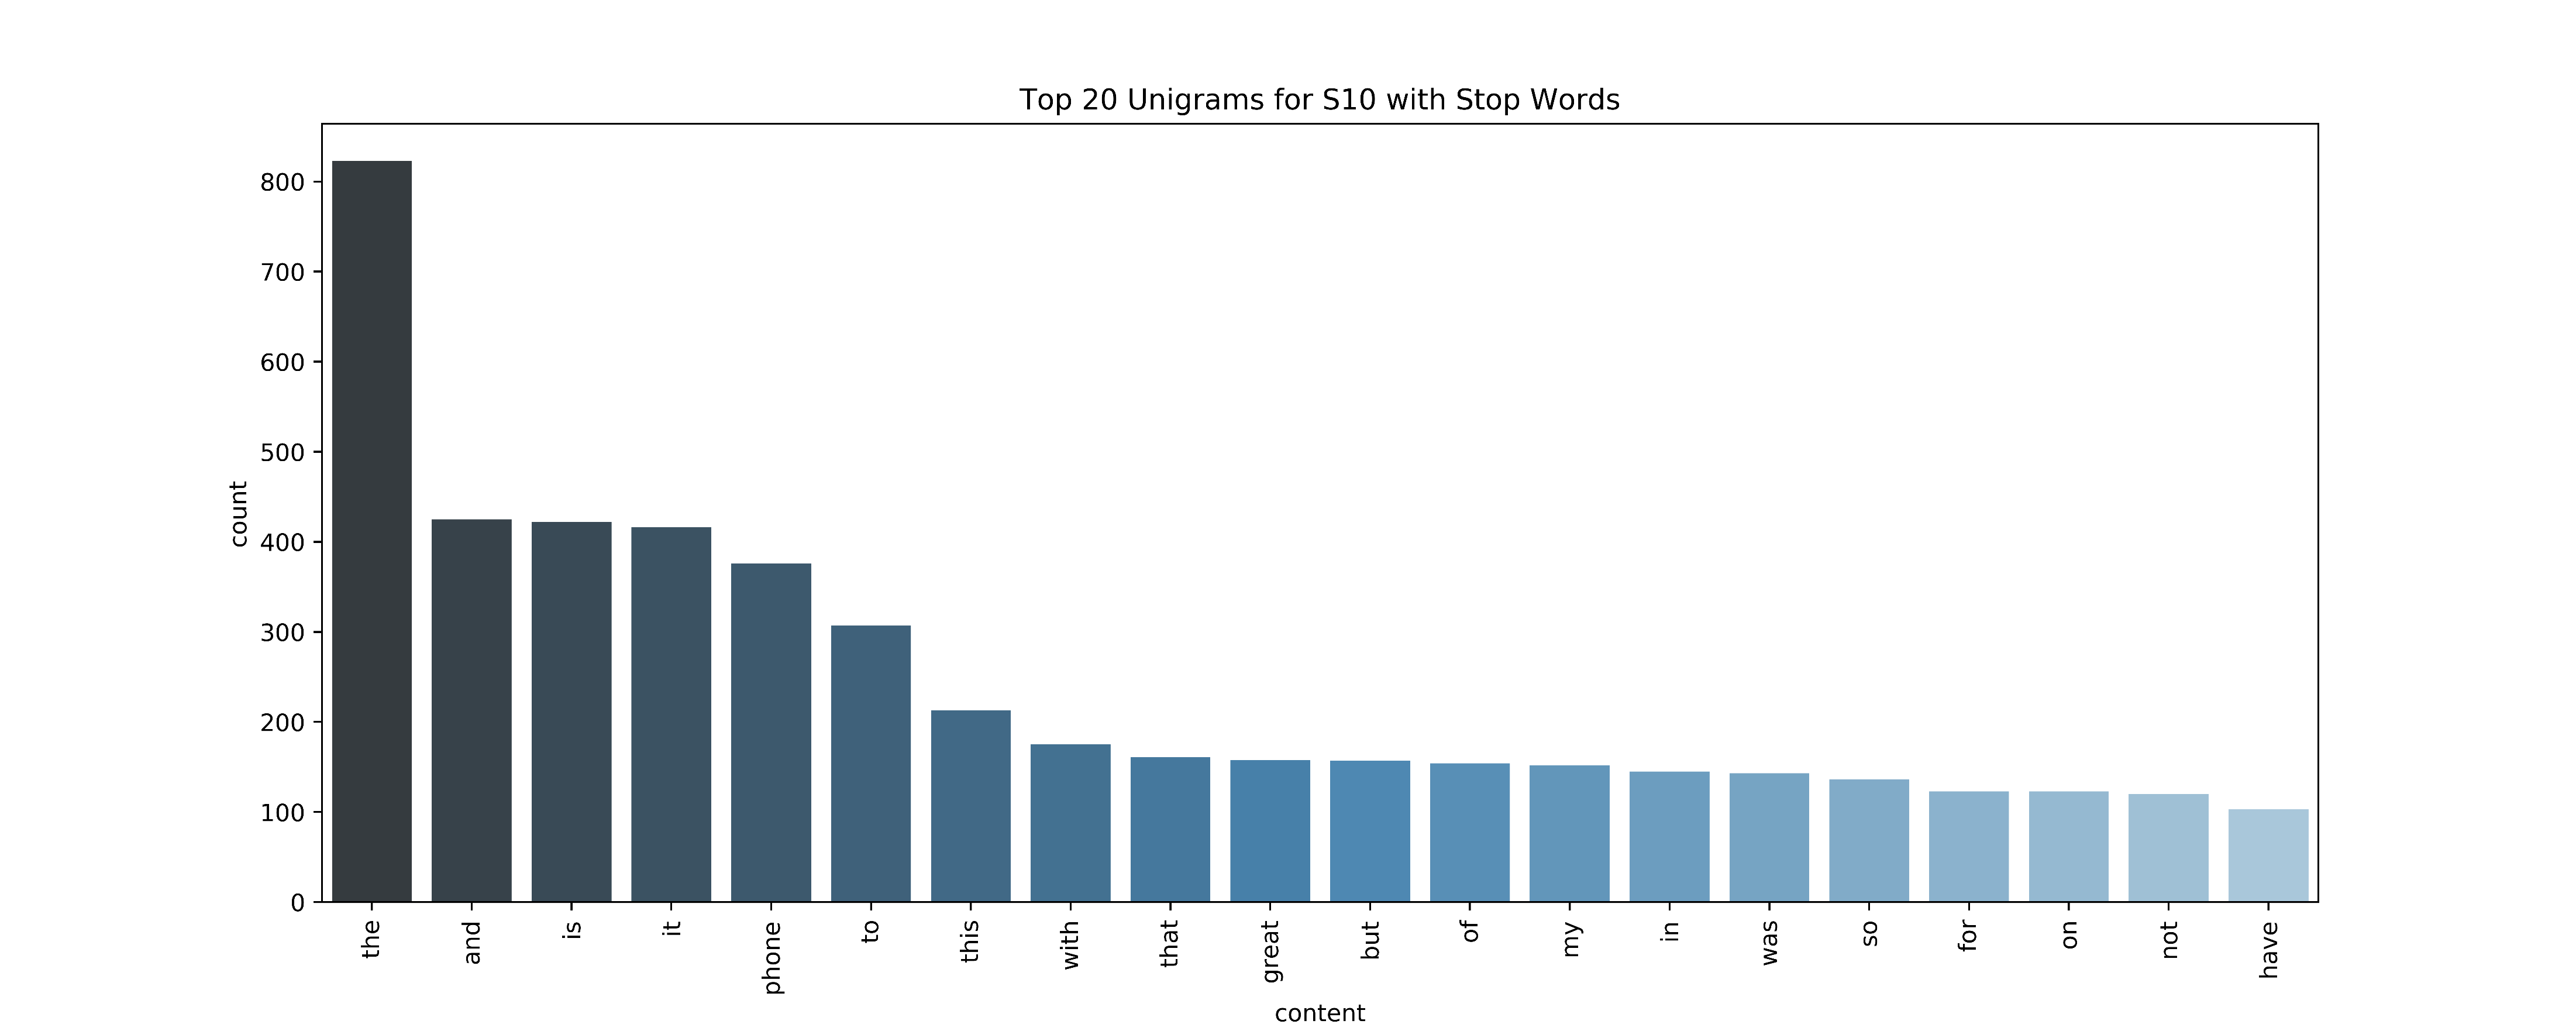 Top 20 Unigrams for S10 with Stop Words
800
700
600
500
400
300
200
100
0
count
the
and
is
it
phone
to
this
with
that
great
but
of
my
in
was
so
for
on
not
have
content